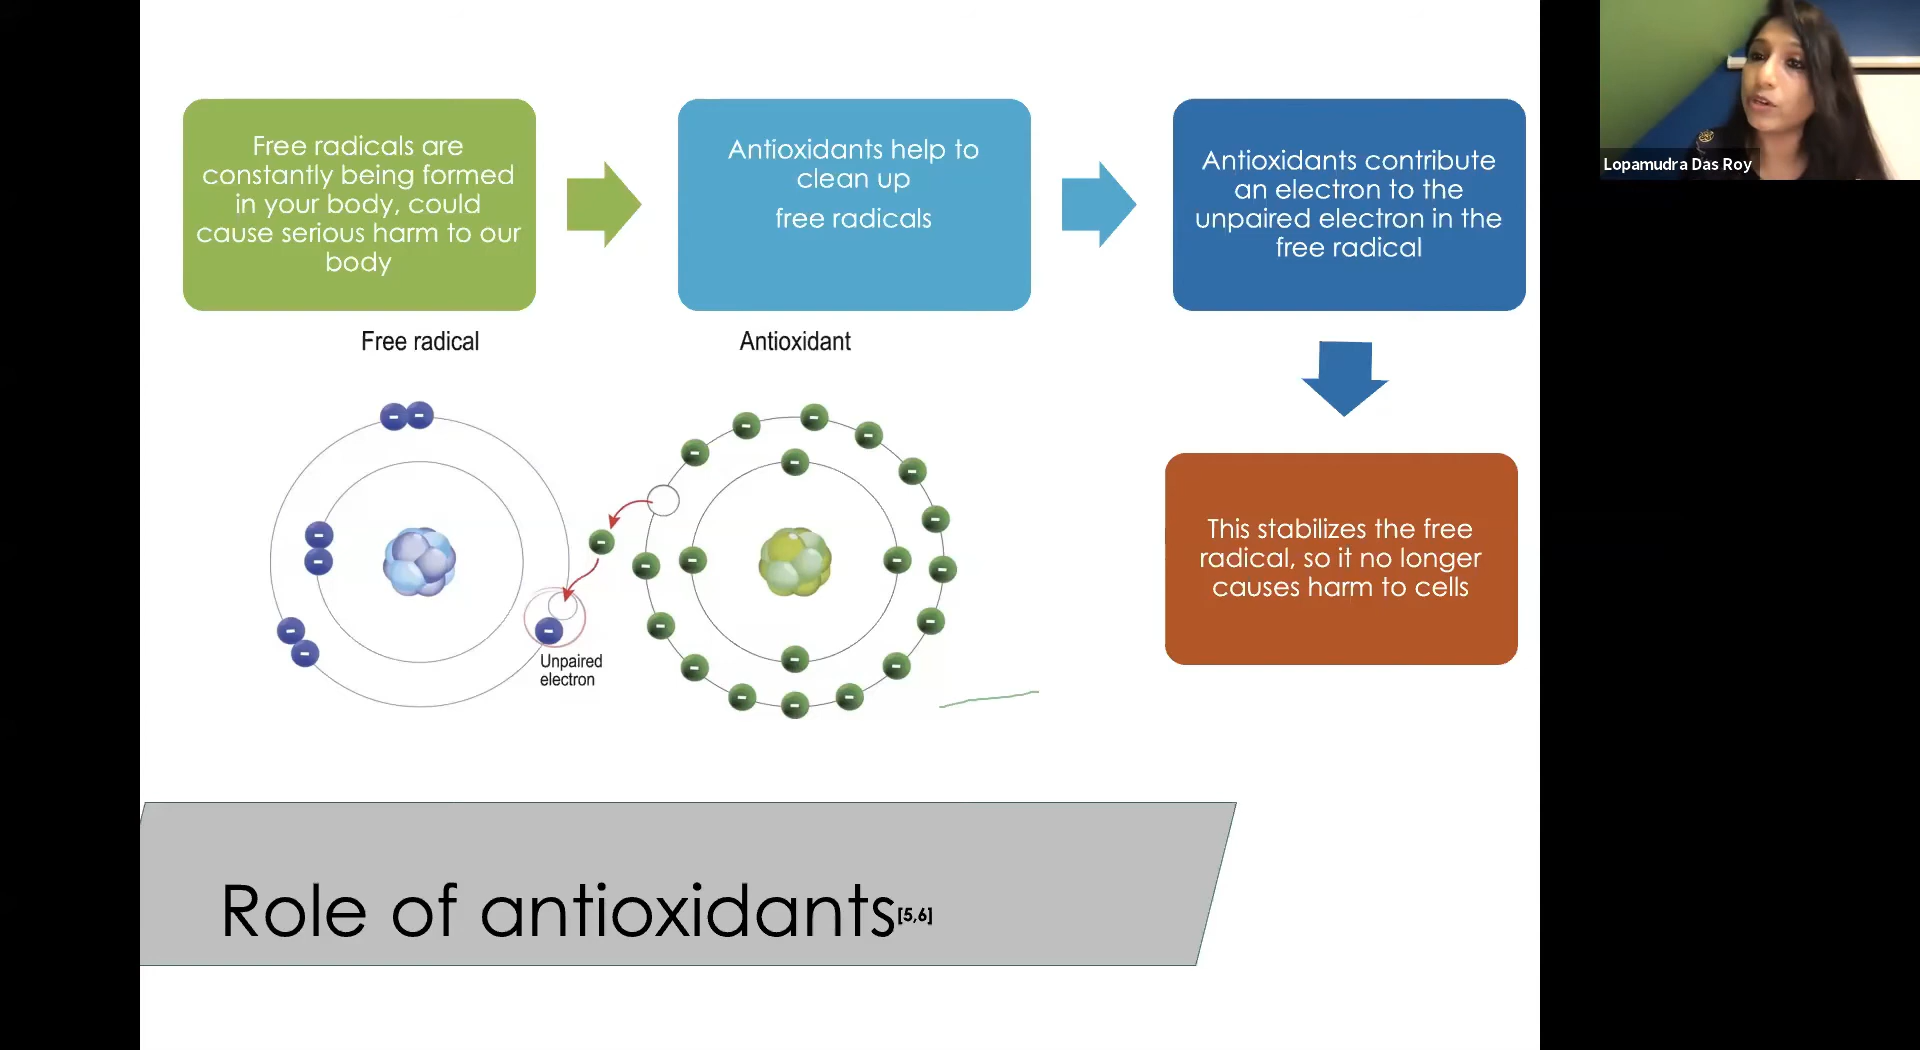 Free radicals are
constantly being formed
in your body, could
cause serious harm to our
body
Antioxidants help to
clean up
free radicals
Antioxidants contribute
an electron to the
unpaired electron in the
free radical
Lopamudra Das Roy
Free radical
Antioxidant
Unpaired
electron
This stabilizes the free
radical, so it no longer
causes harm to cells
Role of antioxidants[5,6]